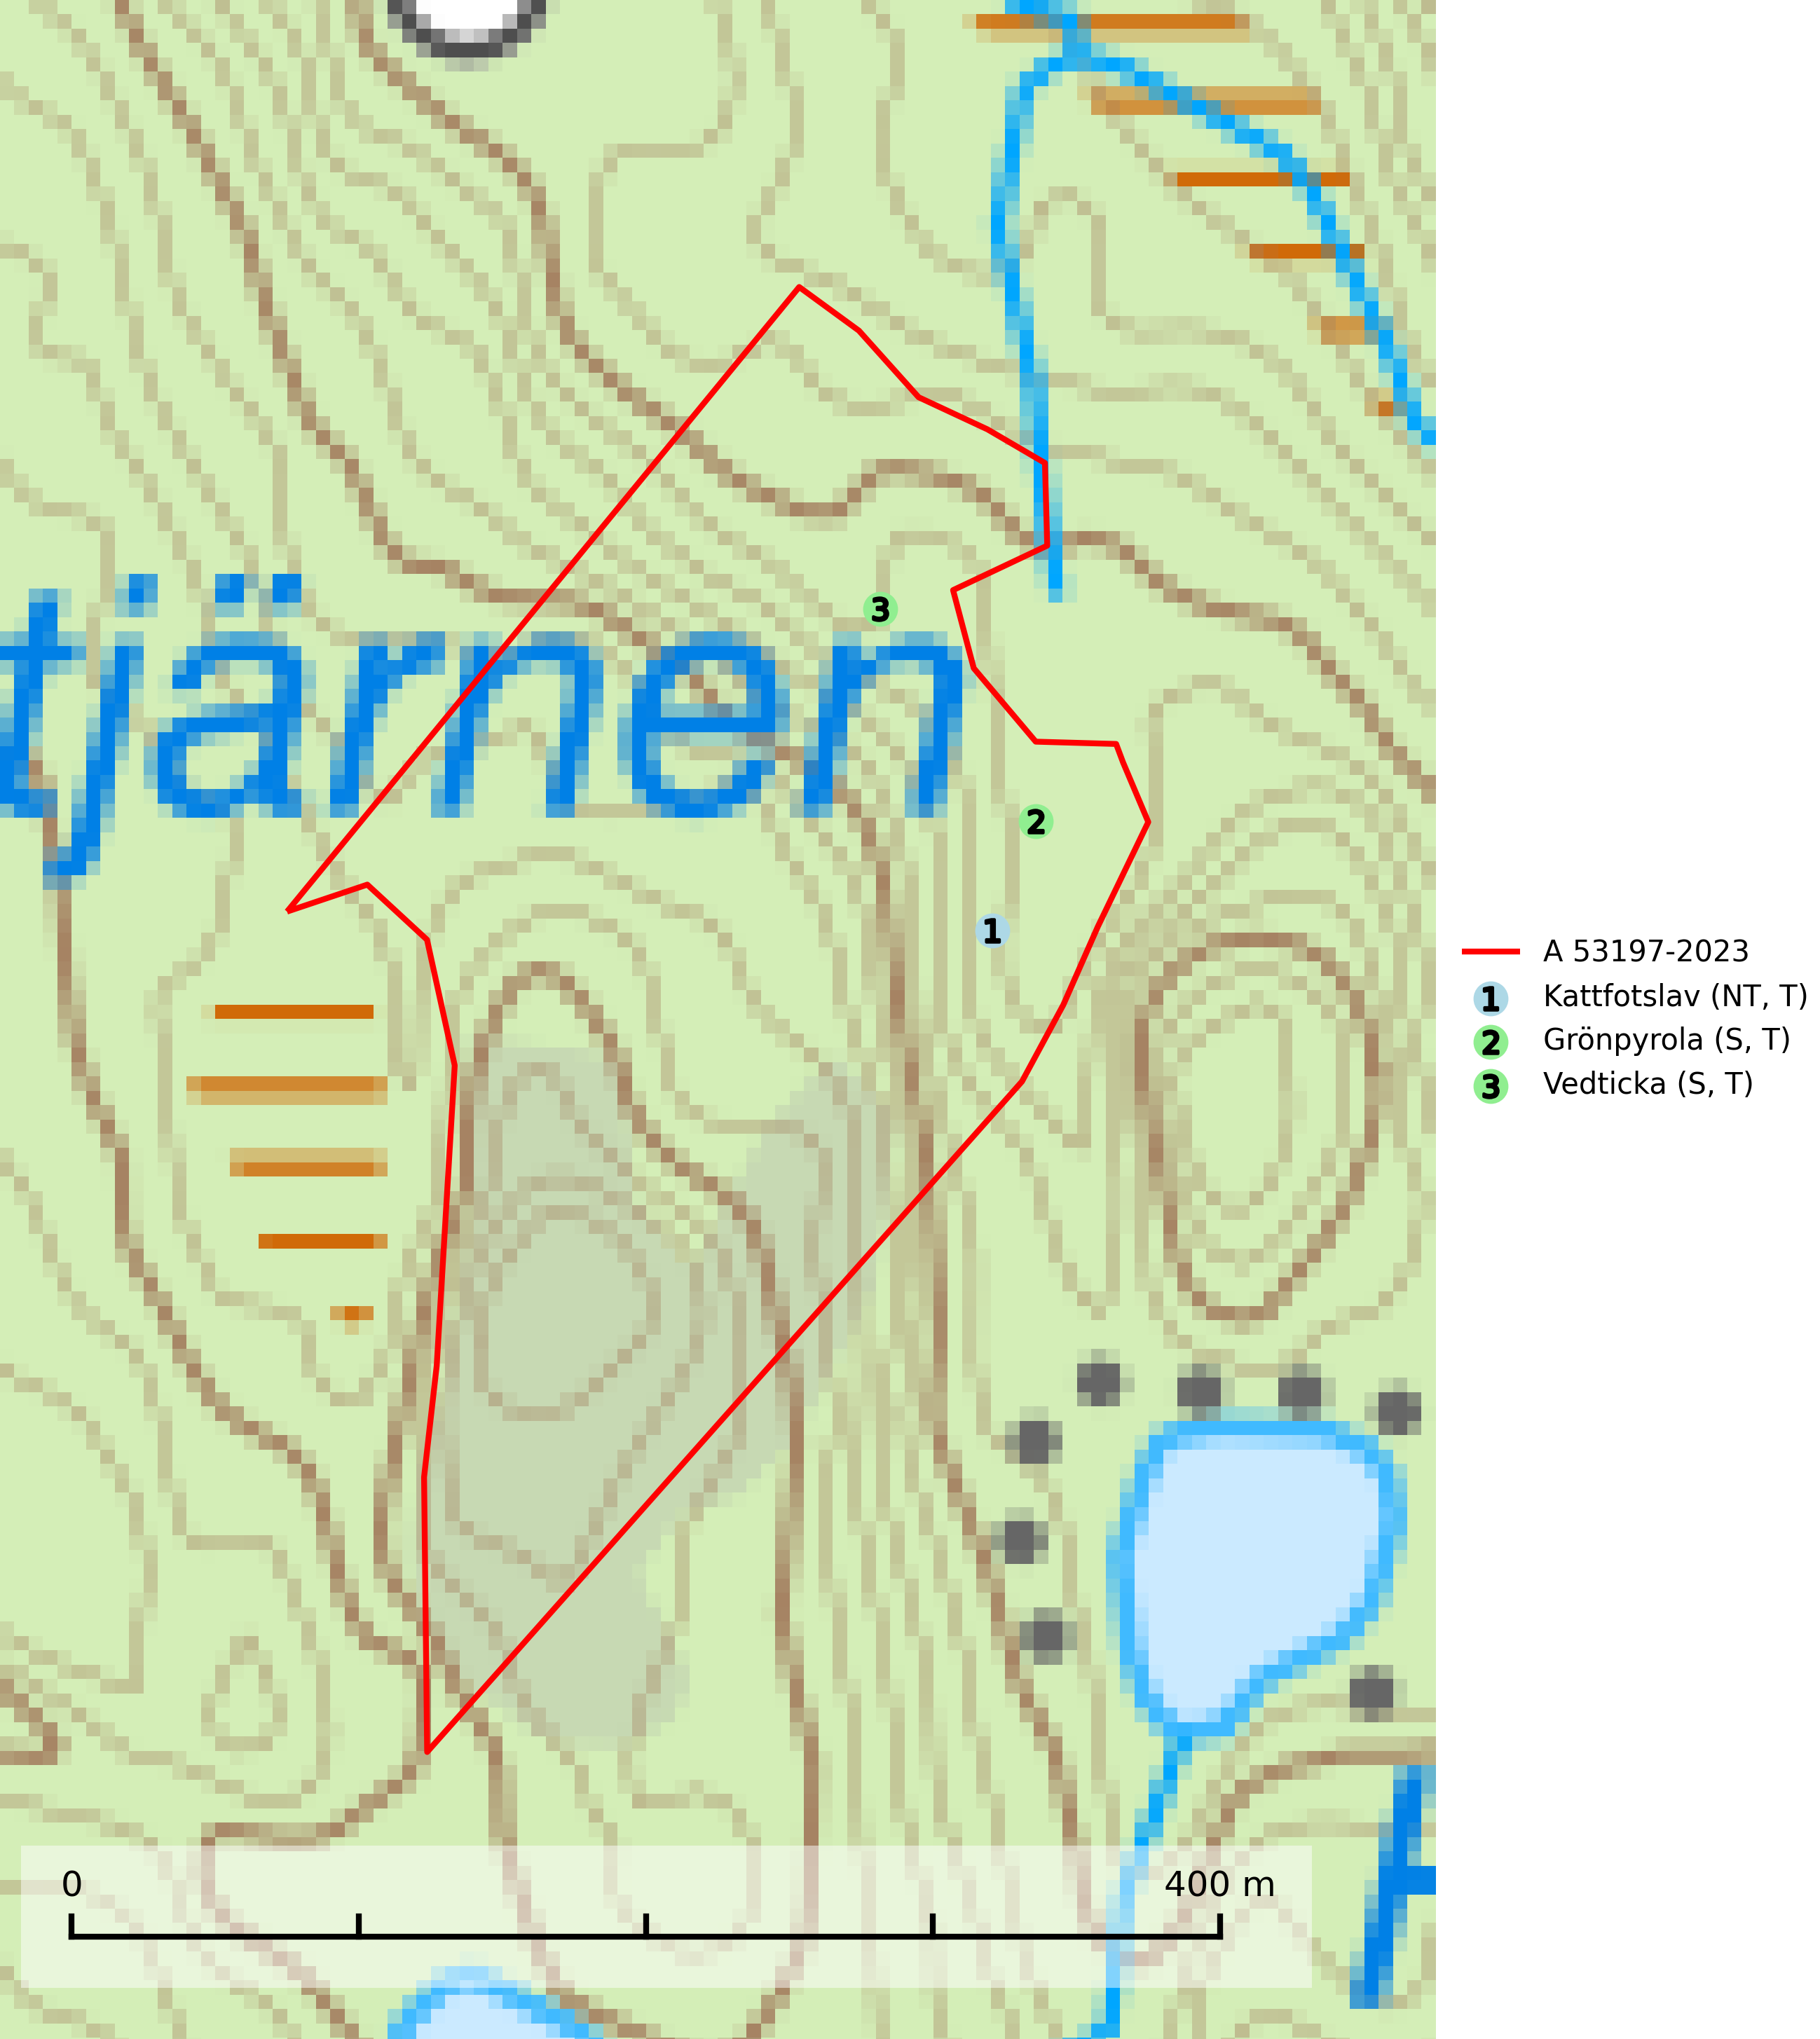 tjärnen
3
2
1
A 53197-2023
1 Kattfotslav (NT, T)
2 Grönpyrola (S, T)
3 Vedticka (S, T)
0 400 m